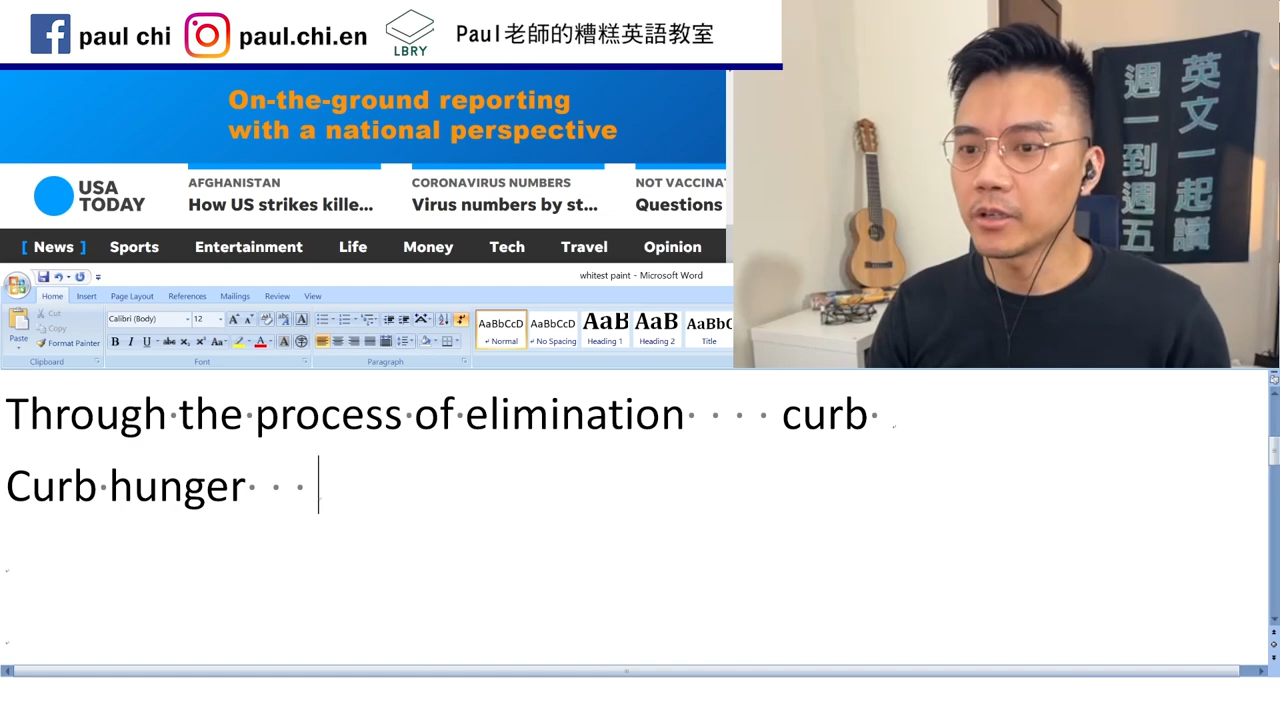 paul chi paul.chi.en LBRY Paul老師的糟糕英語教室
On-the-ground reporting
with a national perspective
USA TODAY
AFGHANISTAN
How US strikes kille...
CORONAVIRUS NUMBERS
Virus numbers by st...
NOT VACCINA
Questions
[ News ] Sports Entertainment Life Money Tech Travel Opinion
whitest paint - Microsoft Word
Home Insert Page Layout References Mailings Review View
Paste
Cut
Copy
Format Painter
Clipboard
Calibri (Body) 12
Font
Paragraph
AaBbCcD AaBbCcD AaBb AaB AaBbC
Normal No Spacing Heading 1 Heading 2 Title
英文一起讀
週一到週五
Through the process of elimination curb
Curb hunger